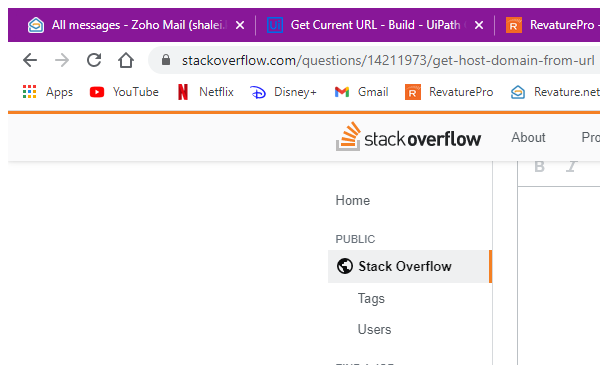 All messages - Zoho Mail (shalei. Get Current URL - Build - UiPath RevaturePro -
stackoverflow.com/questions/14211973/get-host-domain-from-url
Apps YouTube Netflix Disney+ Gmail RevaturePro Revature.net
stackoverflow About Pro
B I
Home
PUBLIC
Stack Overflow
Tags
Users